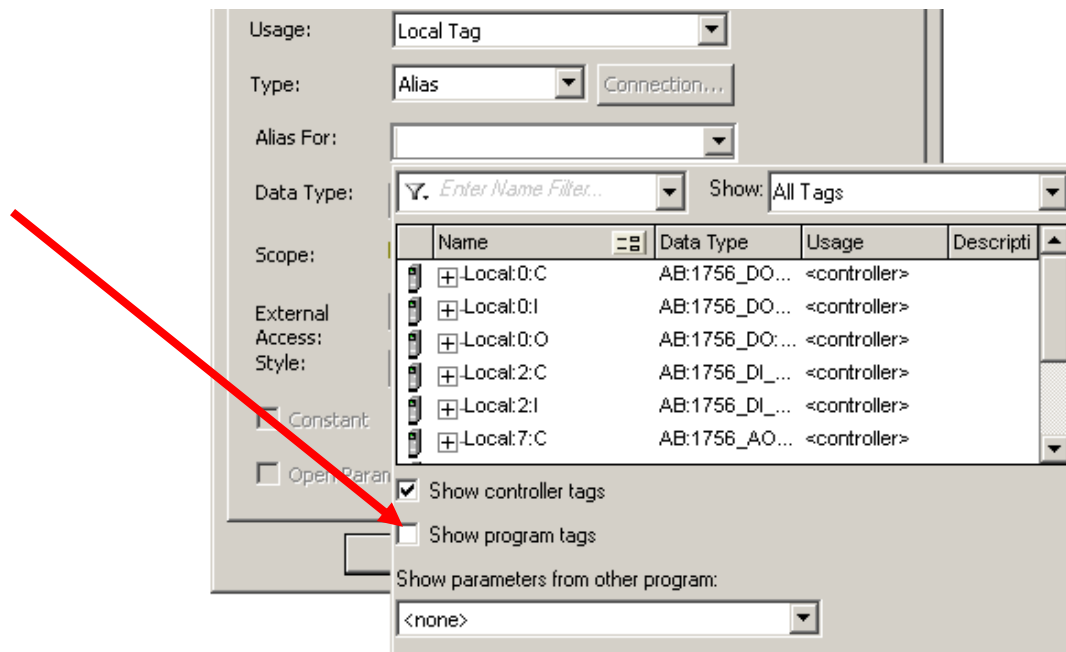 Usage: Local Tag
Type: Alias Connection...
Alias For:
Data Type: Enter Name Filter... Show: All Tags
Name Data Type Usage Descripti
Scope:
Local:0:C AB:1756_DO... <controller>
Local:0:I AB:1756_DO... <controller>
External
Access:
Local:0:O AB:1756_DO:... <controller>
Style:
Local:2:C AB:1756_DI_... <controller>
Local:2:I AB:1756_DI_... <controller>
Constant
Local:7:C AB:1756_AO... <controller>
Open Param
Show controller tags
Show program tags
Show parameters from other program:
<none>